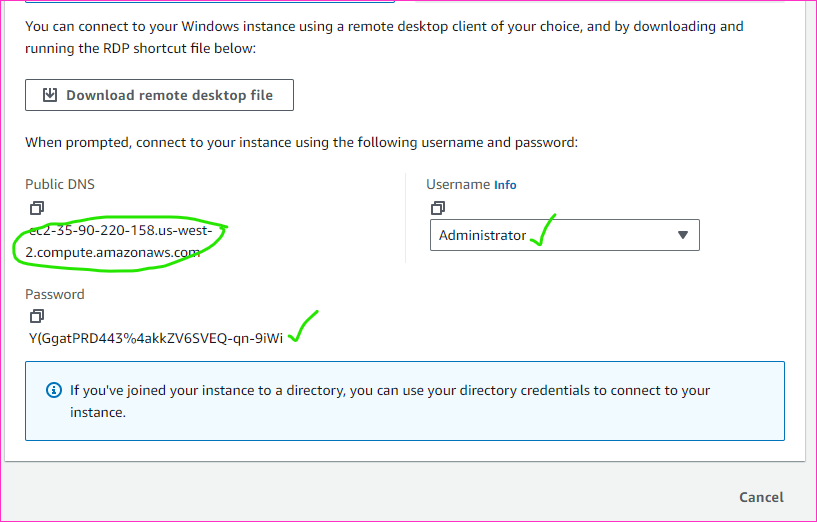 You can connect to your Windows instance using a remote desktop client of your choice, and by downloading and
running the RDP shortcut file below:
Download remote desktop file
When prompted, connect to your instance using the following username and password:
Public DNS
Username Info
ec2-35-90-220-158.us-west-
2.compute.amazonaws.com
Administrator
Password
Y(GgatPRD443%4akkZV6SVEQ-qn-9iWi
If you've joined your instance to a directory, you can use your directory credentials to connect to your
instance.
Cancel